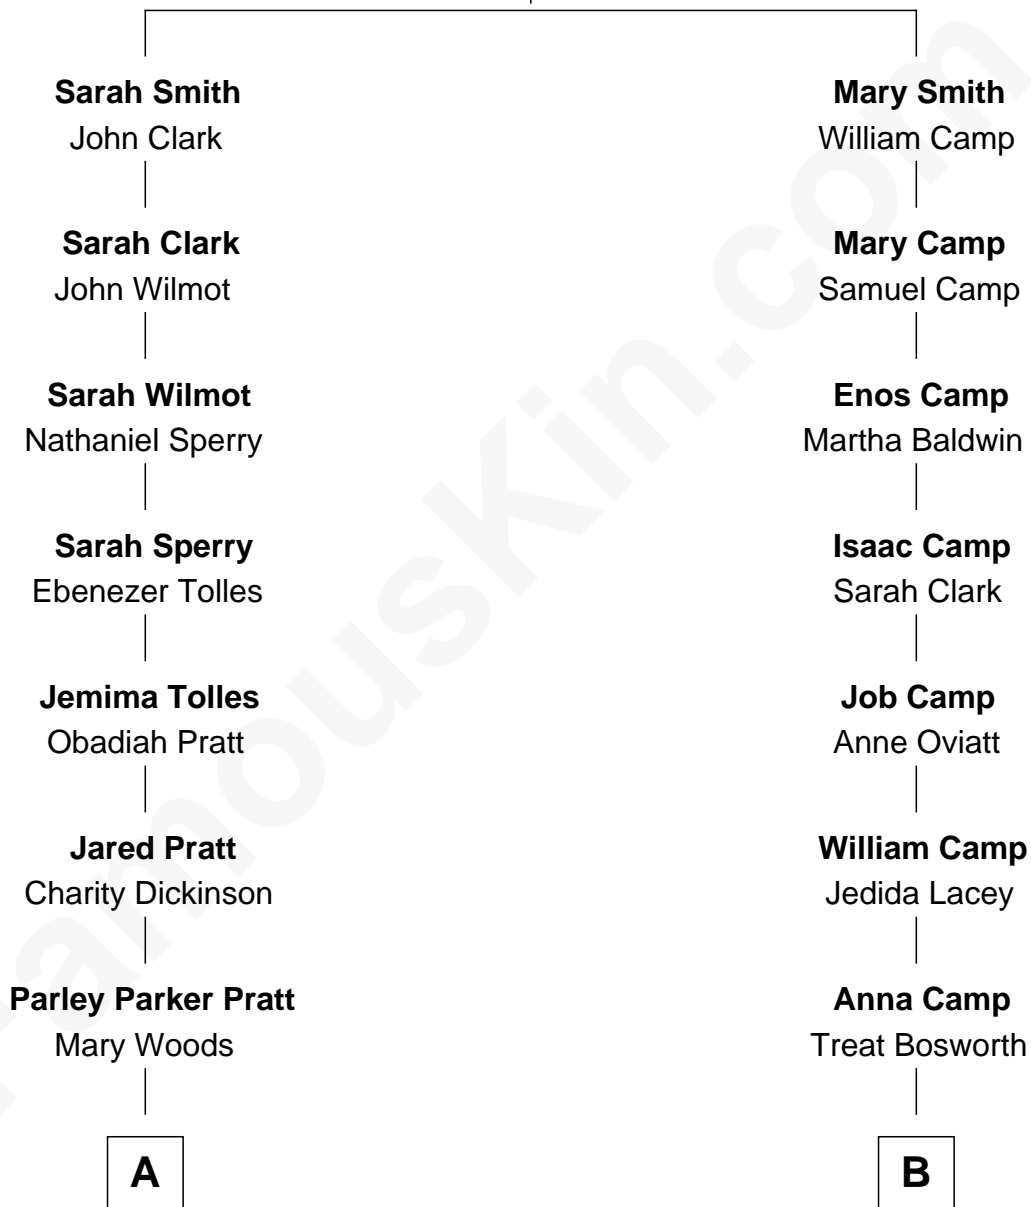 Sarah Smith
John Clark
Sarah Clark
John Wilmot
Sarah Wilmot
Nathaniel Sperry
Sarah Sperry
Ebenezer Tolles
Jemima Tolles
Obadiah Pratt
Jared Pratt
Charity Dickinson
Parley Parker Pratt
Mary Woods
A
Mary Smith
William Camp
Mary Camp
Samuel Camp
Enos Camp
Martha Baldwin
Isaac Camp
Sarah Clark
Job Camp
Anne Oviatt
William Camp
Jedida Lacey
Anna Camp
Treat Bosworth
B
FamousKin.com